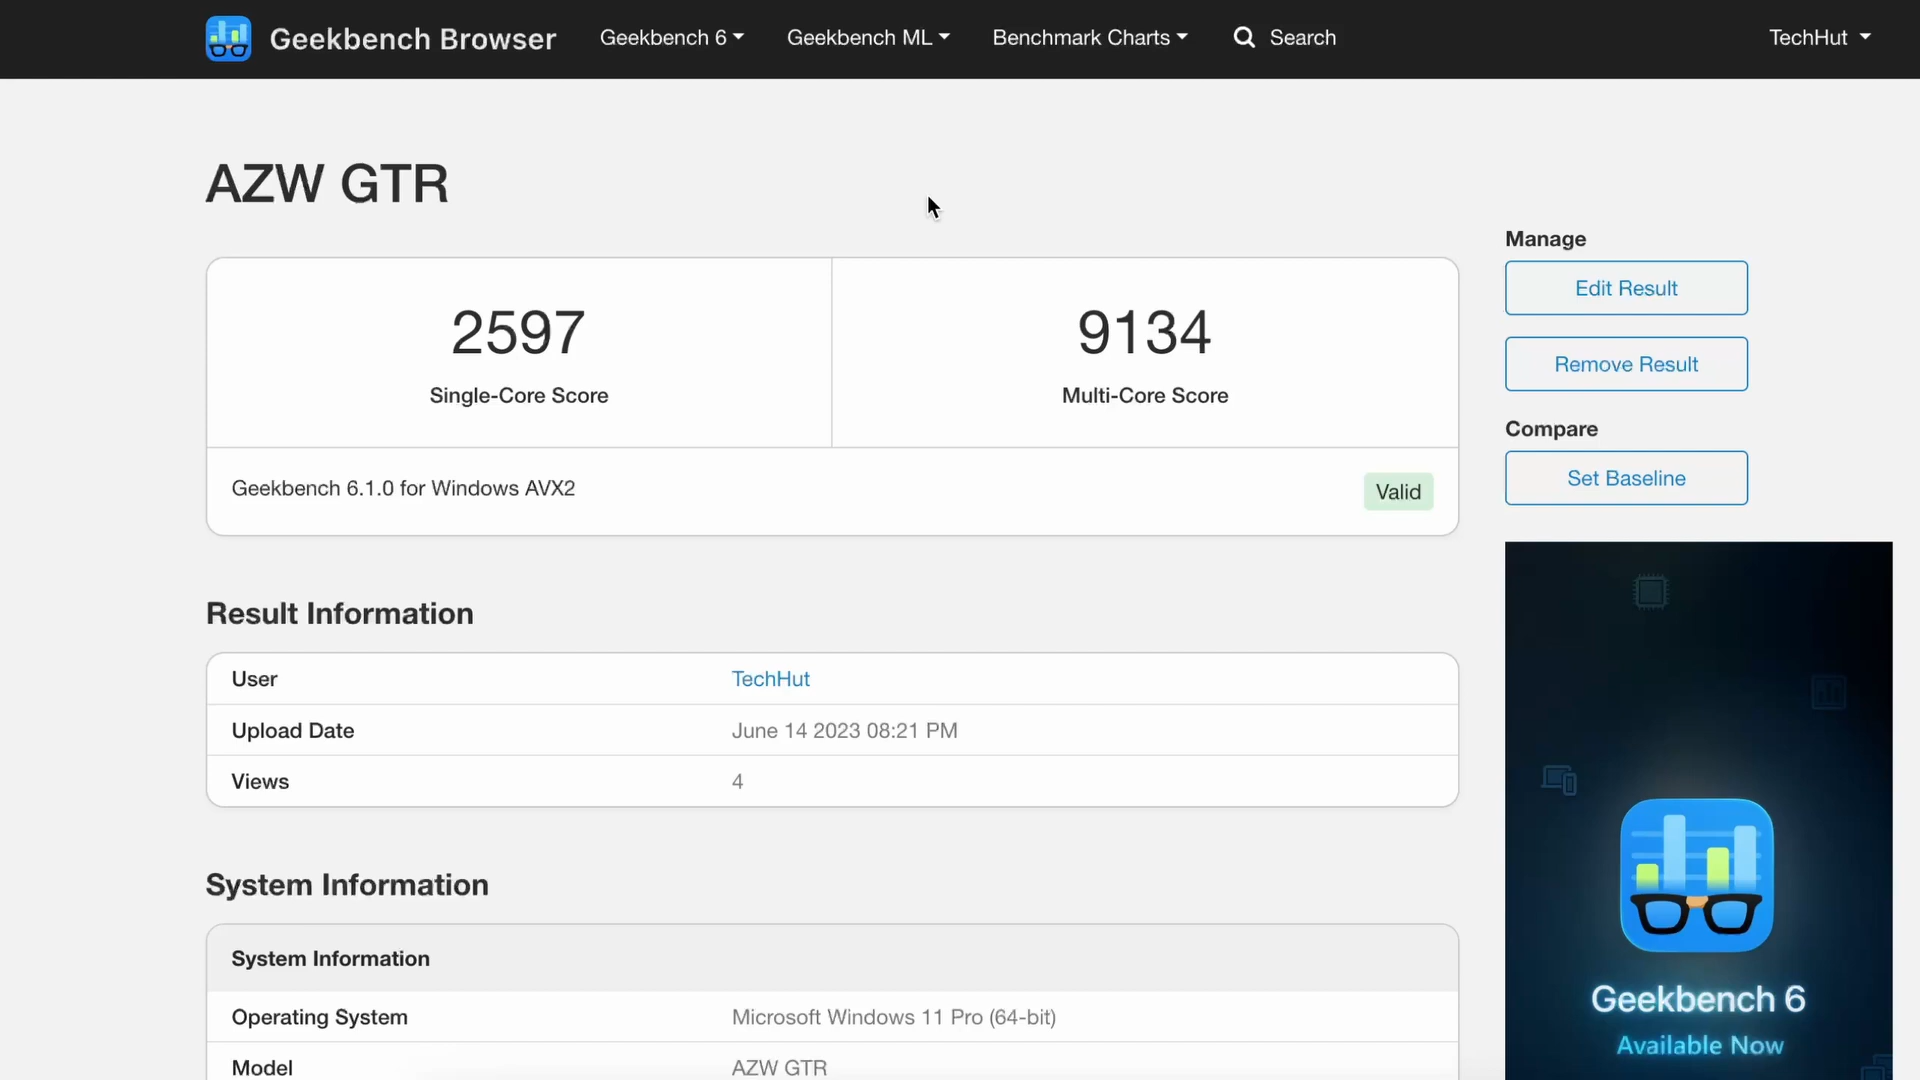 Geekbench Browser Geekbench 6 Geekbench ML Benchmark Charts Search TechHut
AZW GTR
2597
Single-Core Score
9134
Multi-Core Score
Geekbench 6.1.0 for Windows AVX2
Valid
Manage
Edit Result
Remove Result
Compare
Set Baseline
Result Information
User TechHut
Upload Date June 14 2023 08:21 PM
Views 4
System Information
System Information
Operating System Microsoft Windows 11 Pro (64-bit)
Model AZW GTR
Geekbench 6
Available Now